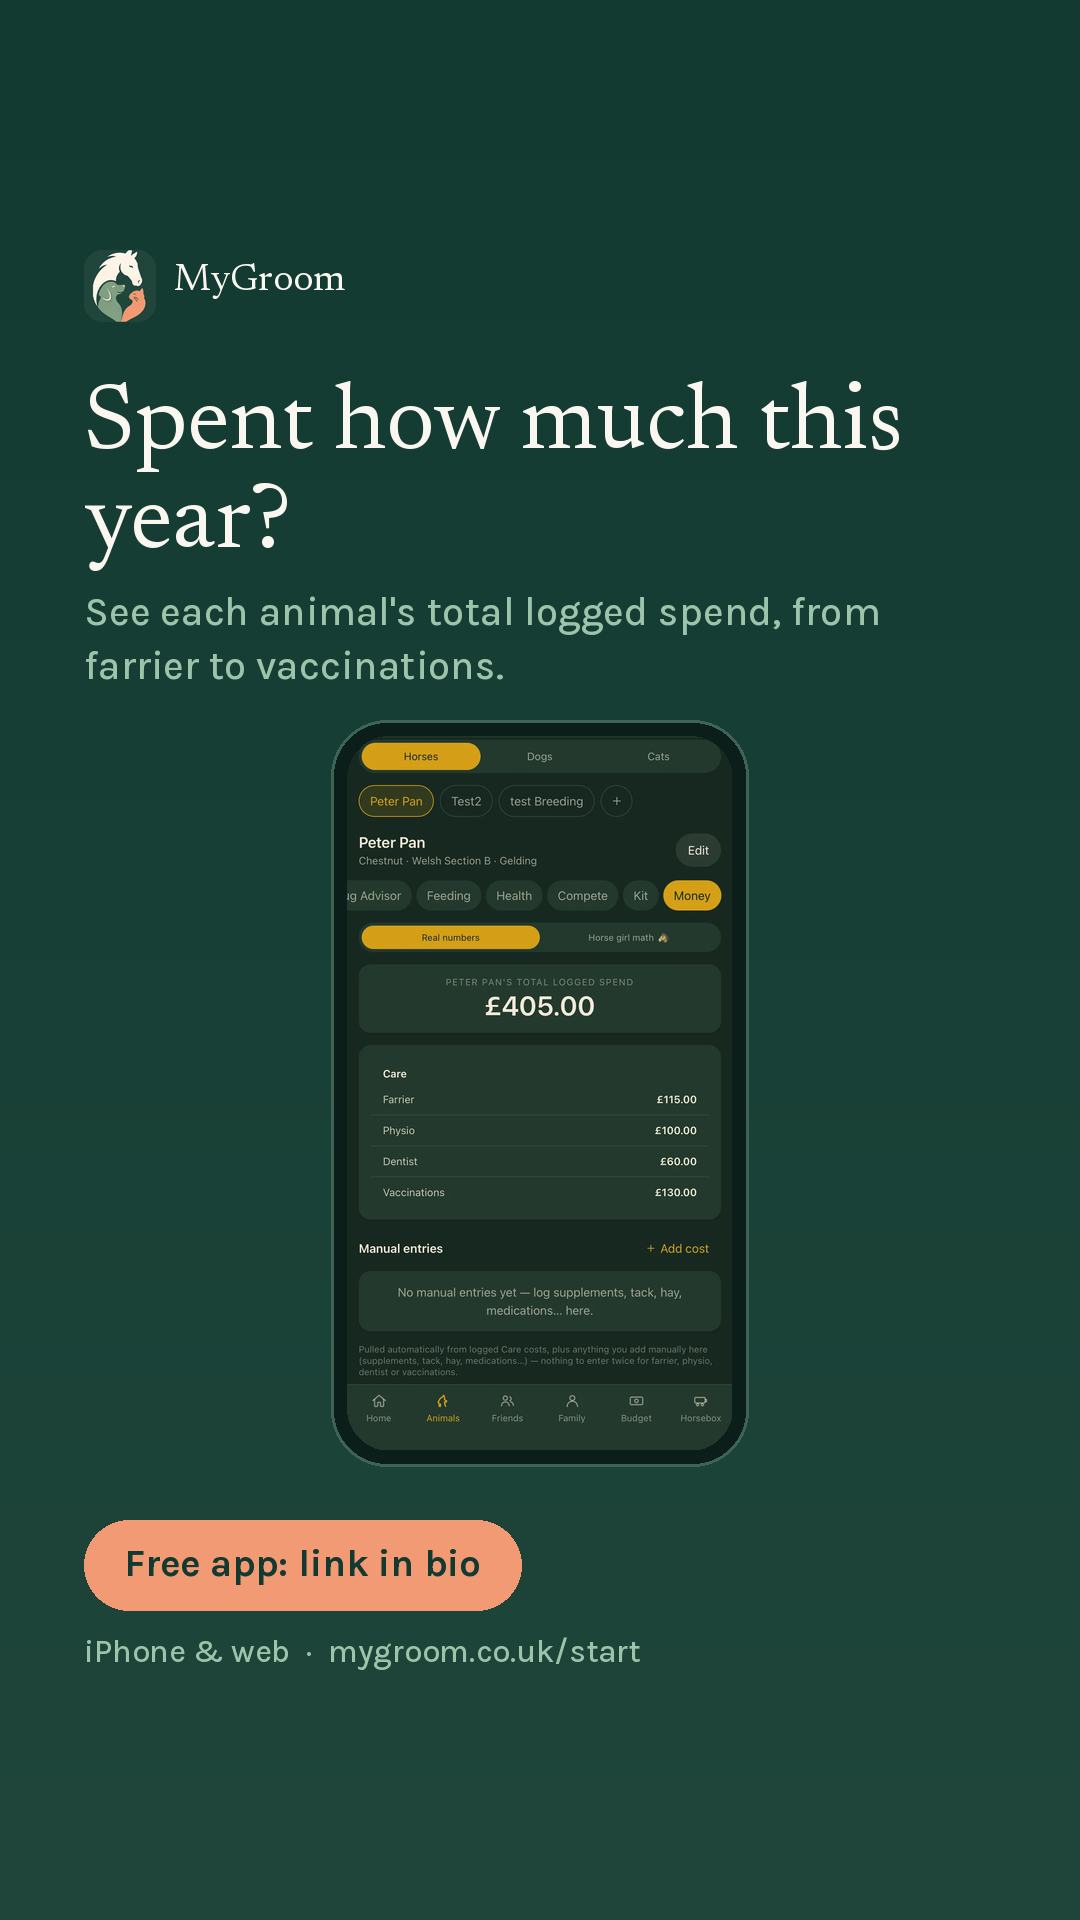 MyGroom
Spent how much this
year?
See each animal's total logged spend, from
farrier to vaccinations.
Horses Dogs Cats
Peter Pan Test2 test Breeding +
Peter Pan
Chestnut · Welsh Section B · Gelding
Edit
ug Advisor Feeding Health Compete Kit Money
Real numbers Horse girl math 🐴
PETER PAN'S TOTAL LOGGED SPEND
£405.00
Care
Farrier £115.00
Physio £100.00
Dentist £60.00
Vaccinations £130.00
Manual entries + Add cost
No manual entries yet — log supplements, tack, hay,
medications... here.
Pulled automatically from logged Care costs, plus anything you add manually here
(supplements, tack, hay, medications...) — nothing to enter twice for farrier, physio,
dentist or vaccinations.
Home Animals Friends Family Budget Horsebox
Free app: link in bio
iPhone & web · mygroom.co.uk/start